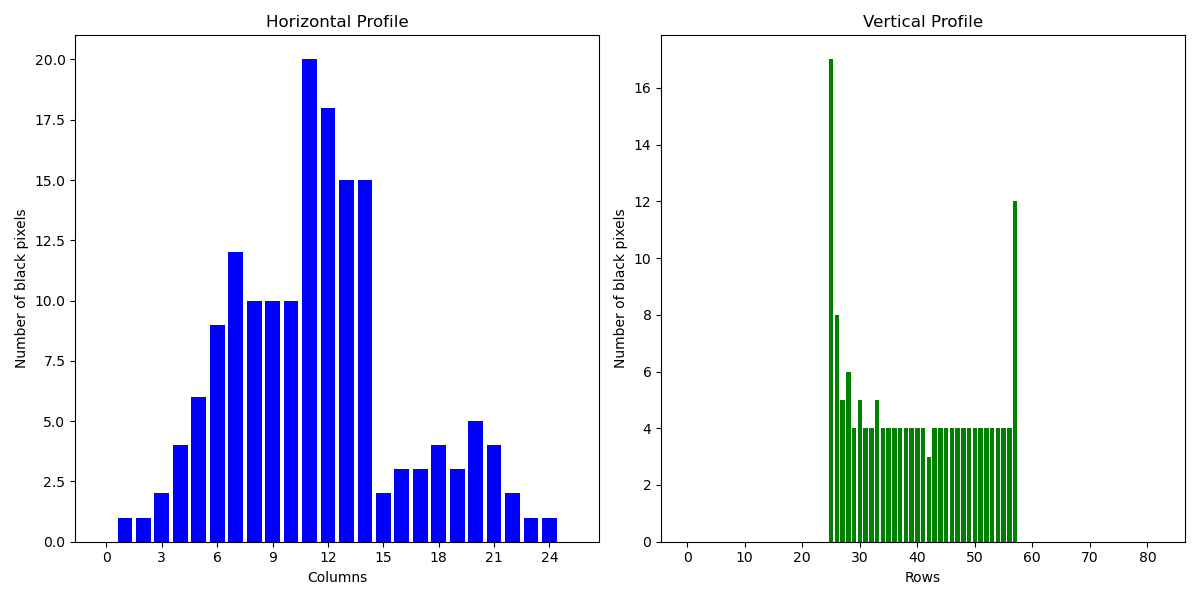 Horizontal Profile
Number of black pixels
20.0
17.5
15.0
12.5
10.0
7.5
5.0
2.5
0.0
0 3 6 9 12 15 18 21 24
Columns
Vertical Profile
Number of black pixels
16
14
12
10
8
6
4
2
0
0 10 20 30 40 50 60 70 80
Rows